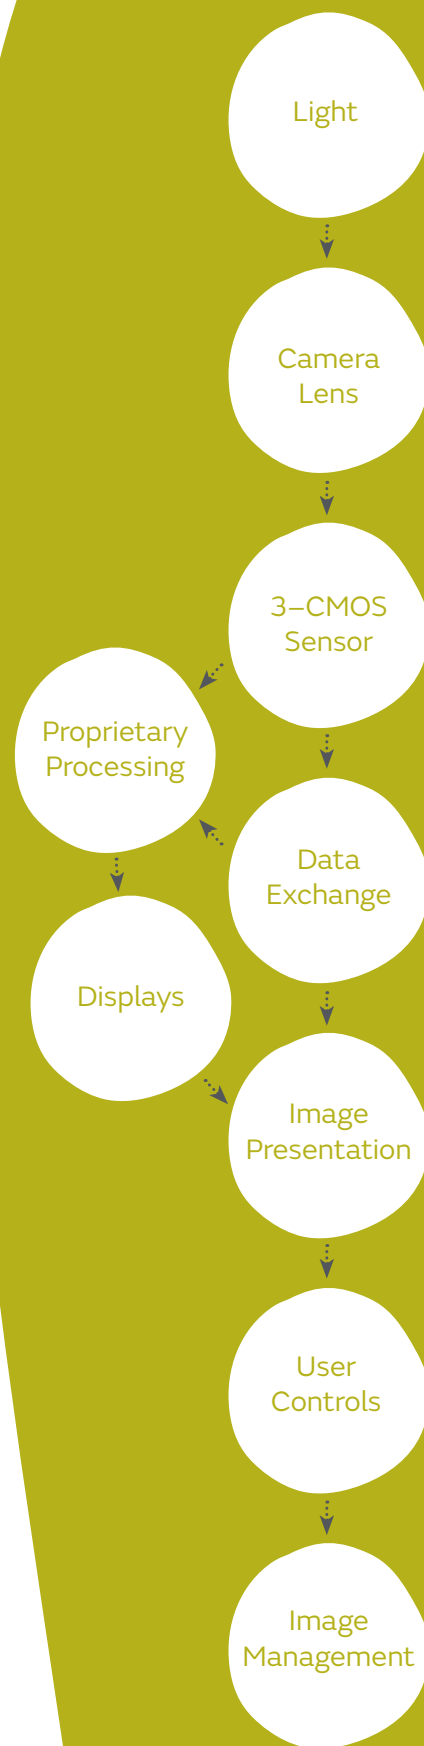 Light
Camera
Lens
3–CMOS
Sensor
Proprietary
Processing
Data
Exchange
Displays
Image
Presentation
User
Controls
Image
Management